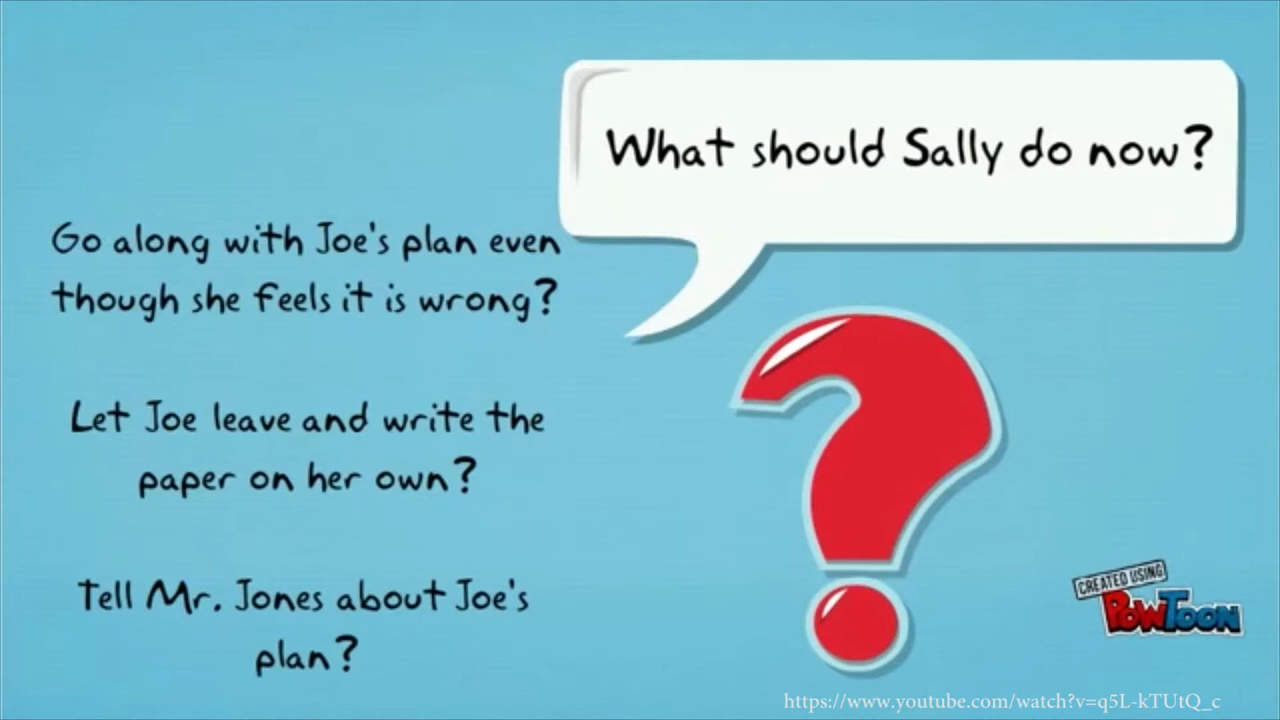 What should Sally do now?
Go along with Joe's plan even
though she feels it is wrong?
Let Joe leave and write the
paper on her own?
Tell Mr. Jones about Joe's
plan?
CREATED USING
POWTOON
https://www.youtube.com/watch?v=q5L-kTUtQ_c